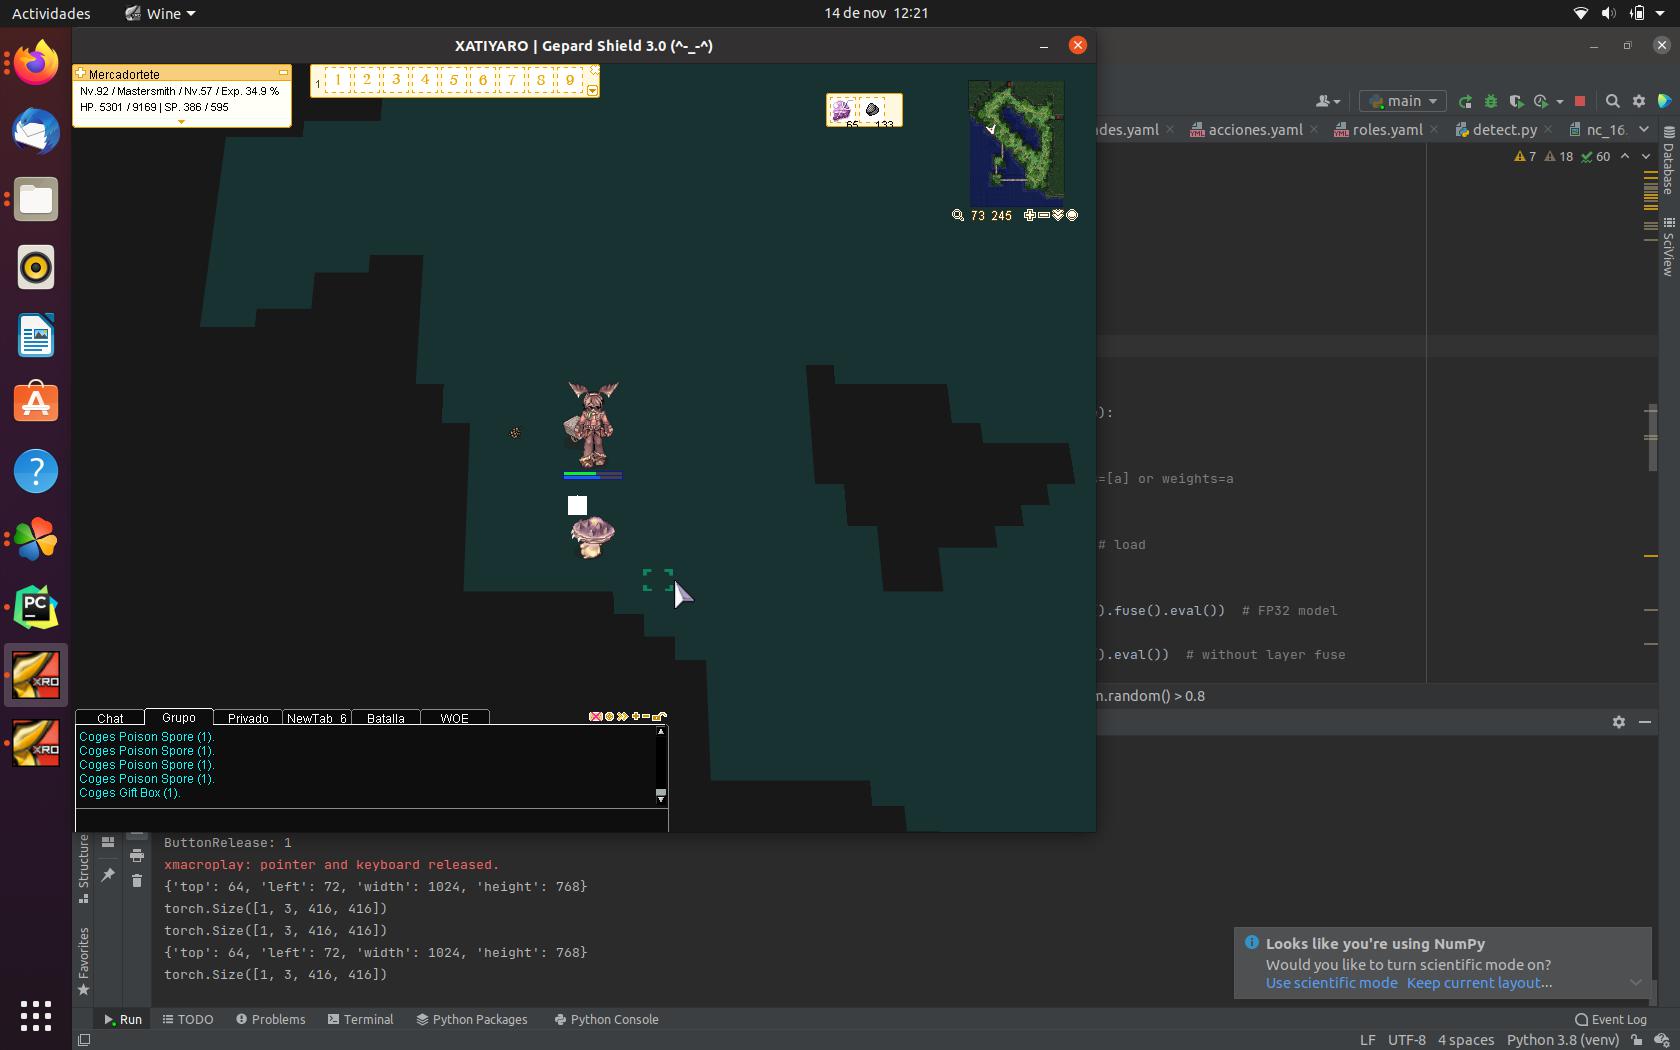 Actividades
Wine
14 de nov 12:21
XATIYARO | Gepard Shield 3.0 (^-_-^)
Mercadortete
Nv.92 / Mastersmith / Nv.57 / Exp. 34.9 %
HP. 5301 / 9169 | SP. 386 / 595
1
1 2 3 4 5 6 7 8 9
65 133
73 245
main
des.yaml
acciones.yaml
roles.yaml
detect.py
nc_16.
7 18 60
Database
SciView
):
=[a] or weights=a
# load
).fuse().eval()) # FP32 model
).eval()) # without layer fuse
m.random() > 0.8
XRO
XRO
PC
Chat Grupo Privado NewTab_6 Batalla WOE
Coges Poison Spore (1).
Coges Poison Spore (1).
Coges Poison Spore (1).
Coges Poison Spore (1).
Coges Gift Box (1).
Structure
Favorites
ButtonRelease: 1
xmacroplay: pointer and keyboard released.
{'top': 64, 'left': 72, 'width': 1024, 'height': 768}
torch.Size([1, 3, 416, 416])
torch.Size([1, 3, 416, 416])
{'top': 64, 'left': 72, 'width': 1024, 'height': 768}
torch.Size([1, 3, 416, 416])
Looks like you're using NumPy
Would you like to turn scientific mode on?
Use scientific mode Keep current layout...
Run TODO Problems Terminal Python Packages Python Console
Event Log
LF UTF-8 4 spaces Python 3.8 (venv)